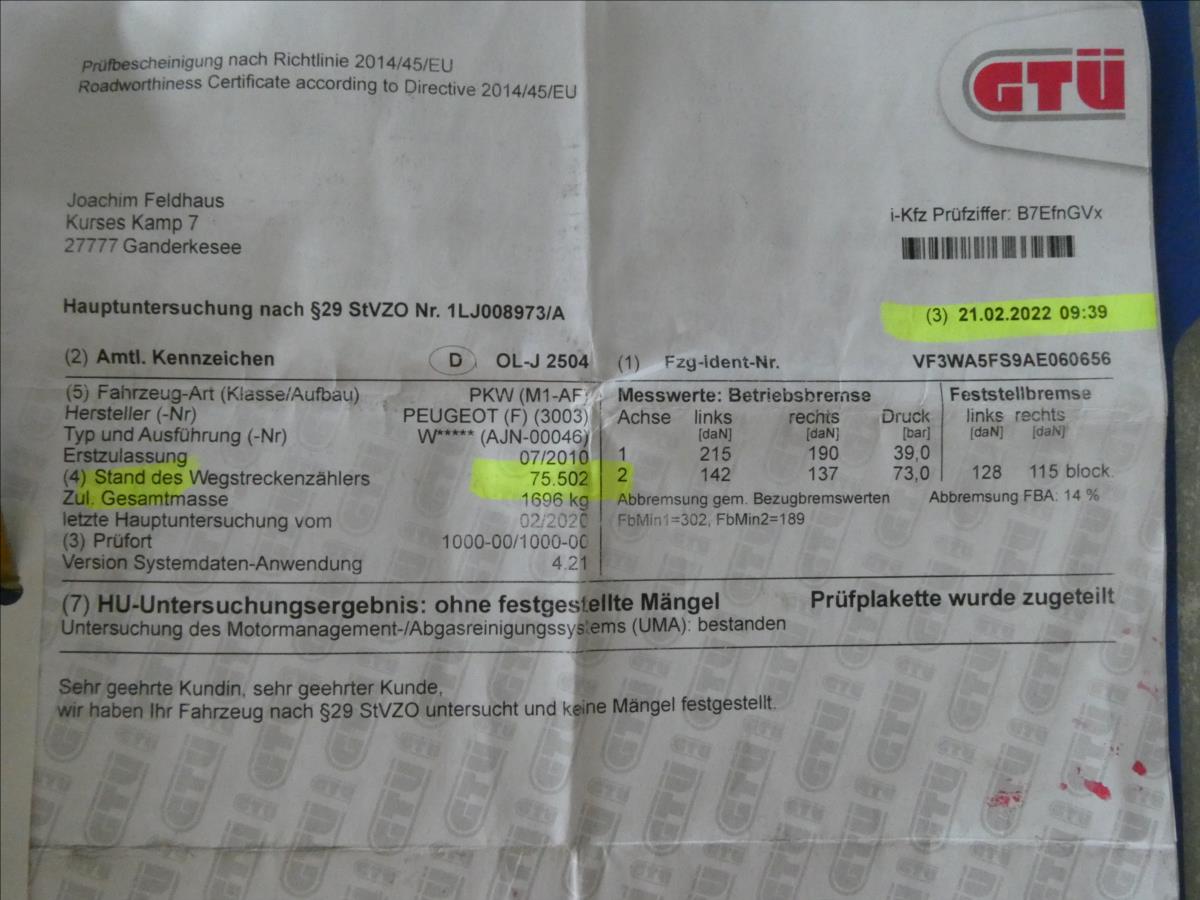 Prüfbescheinigung nach Richtlinie 2014/45/EU
Roadworthiness Certificate according to Directive 2014/45/EU
GTÜ
Joachim Feldhaus
Kurses Kamp 7
27777 Ganderkesee
i-Kfz Prüfziffer: B7EfnGVx
Hauptuntersuchung nach §29 StVZO Nr. 1LJ008973/A
(3) 21.02.2022 09:39
(2) Amtl. Kennzeichen D OL-J 2504 (1) Fzg-ident-Nr. VF3WA5FS9AE060656
(5) Fahrzeug-Art (Klasse/Aufbau) PKW (M1-AF)
Hersteller (-Nr) PEUGEOT (F) (3003)
Typ und Ausführung (-Nr) W***** (AJN-00046)
Erstzulassung 07/2010
(4) Stand des Wegstreckenzählers 75.502
Zul. Gesamtmasse 1696 kg
letzte Hauptuntersuchung vom 02/2020
(3) Prüfort 1000-00/1000-00
Version Systemdaten-Anwendung 4.21
Messwerte: Betriebsbremse Feststellbremse
Achse links rechts Druck links rechts
[daN] [daN] [bar] [daN] [daN]
1 215 190 39,0
2 142 137 73,0 128 115 block.
Abbremsung gem. Bezugbremswerten Abbremsung FBA: 14 %
FbMin1=302, FbMin2=189
(7) HU-Untersuchungsergebnis: ohne festgestellte Mängel Prüfplakette wurde zugeteilt
Untersuchung des Motormanagement-/Abgasreinigungssystems (UMA): bestanden
Sehr geehrte Kundin, sehr geehrter Kunde,
wir haben Ihr Fahrzeug nach §29 StVZO untersucht und keine Mängel festgestellt.